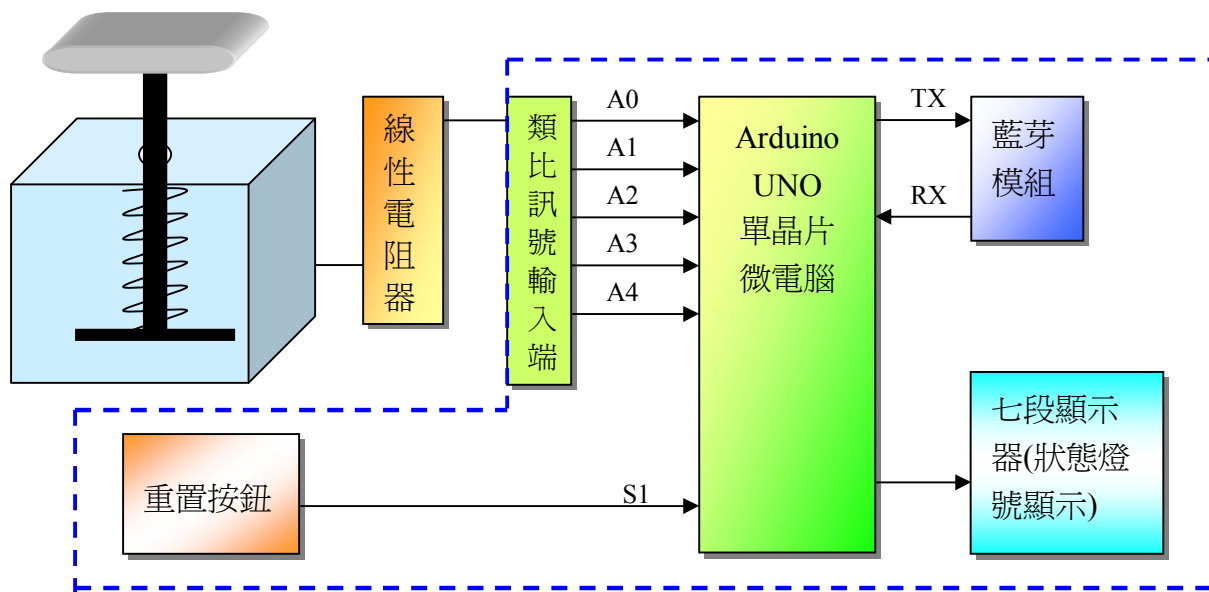 線性電阻器
類比訊號輸入端
A0
A1
A2
A3
A4
Arduino
UNO
單晶片
微電腦
TX
RX
藍芽
模組
重置按鈕
S1
七段顯示
器(狀態燈
號顯示)